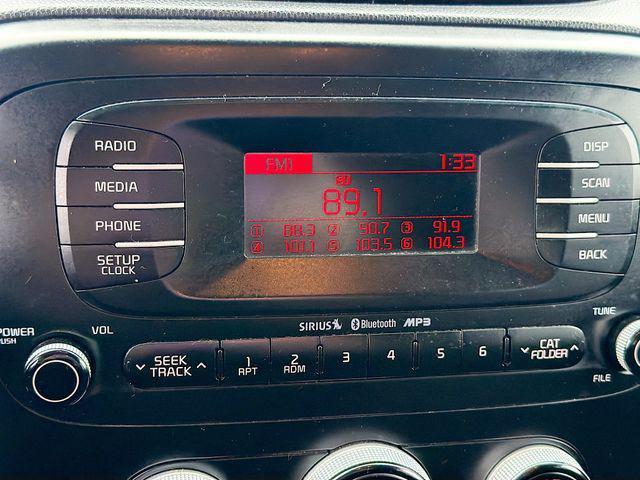 RADIO
MEDIA
PHONE
SETUP
CLOCK
FM1 1:33
89.1
1 88.3 2 90.7 3 91.9
4 101.1 5 103.5 6 104.3
DISP
SCAN
MENU
BACK
SIRIUS Bluetooth MP3
POWER
PUSH
VOL
SEEK
TRACK
1
RPT
2
RDM
3
4
5
6
CAT
FOLDER
TUNE
FILE